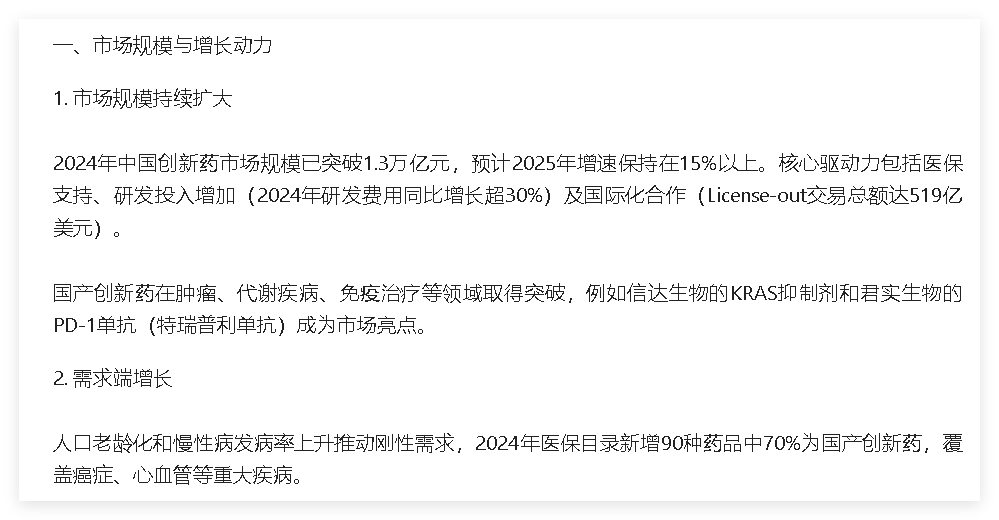 一、市场规模与增长动力
1. 市场规模持续扩大
2024年中国创新药市场规模已突破1.3万亿元，预计2025年增速保持在15%以上。核心驱动力包括医保
支持、研发投入增加（2024年研发费用同比增长超30%）及国际化合作（License-out交易总额达519亿
美元）。
国产创新药在肿瘤、代谢疾病、免疫治疗等领域取得突破，例如信达生物的KRAS抑制剂和君实生物的
PD-1单抗（特瑞普利单抗）成为市场亮点。
2. 需求端增长
人口老龄化和慢性病发病率上升推动刚性需求，2024年医保目录新增90种药品中70%为国产创新药，覆
盖癌症、心血管等重大疾病。